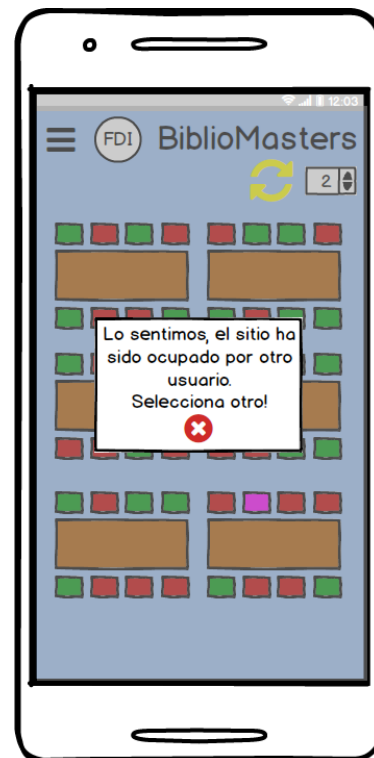 12:03
FDI BiblioMasters
2
Lo sentimos, el sitio ha
sido ocupado por otro
usuario.
Selecciona otro!